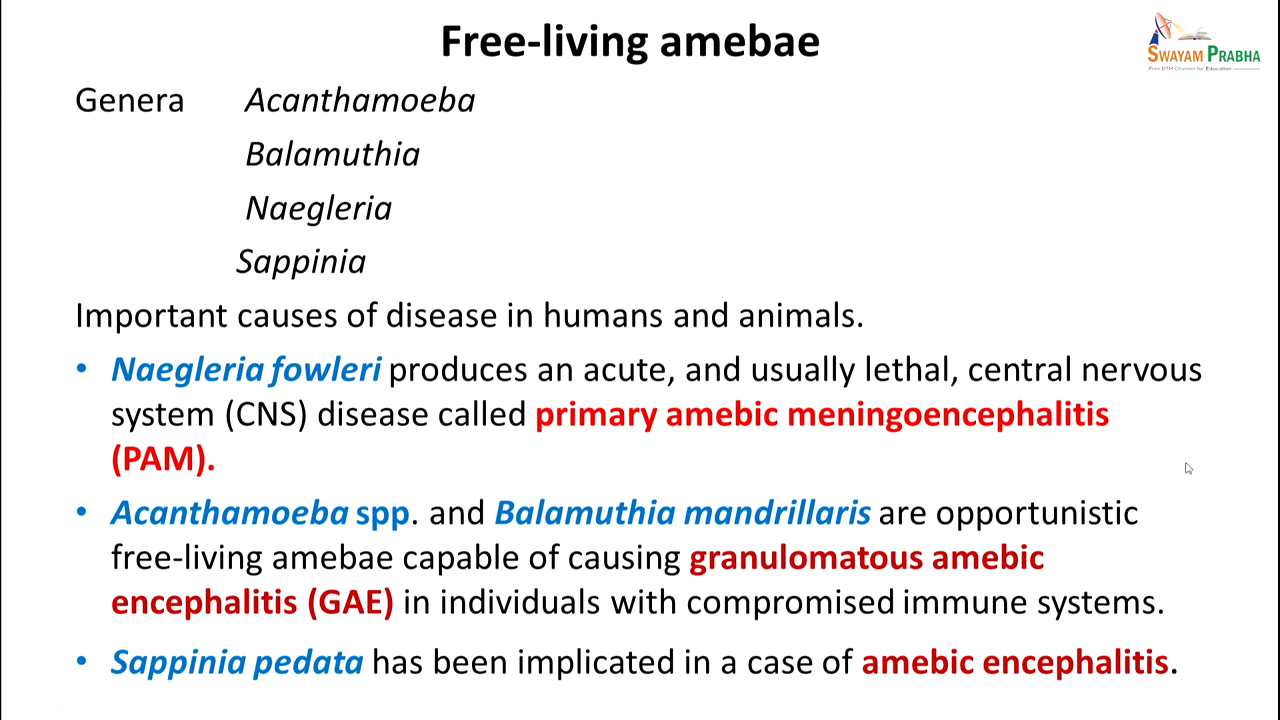 Free-living amebae
SWAYAM PRABHA
Free DTH Channel for Education
Genera Acanthamoeba
Balamuthia
Naegleria
Sappinia
Important causes of disease in humans and animals.
• Naegleria fowleri produces an acute, and usually lethal, central nervous
system (CNS) disease called primary amebic meningoencephalitis
(PAM).
• Acanthamoeba spp. and Balamuthia mandrillaris are opportunistic
free-living amebae capable of causing granulomatous amebic
encephalitis (GAE) in individuals with compromised immune systems.
• Sappinia pedata has been implicated in a case of amebic encephalitis.